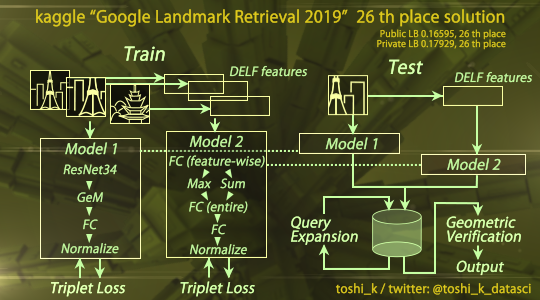 kaggle “Google Landmark Retrieval 2019” 26 th place solution
Public LB 0.16595, 26 th place
Private LB 0.17929, 26 th place
Train
DELF features
Model 1
ResNet34
GeM
FC
Normalize
Triplet Loss
Model 2
FC (feature-wise)
Max Sum
FC (entire)
FC
Normalize
Triplet Loss
Test
DELF features
Model 1
Model 2
Query
Expansion
Geometric
Verification
Output
toshi_k / twitter: @toshi_k_datasci